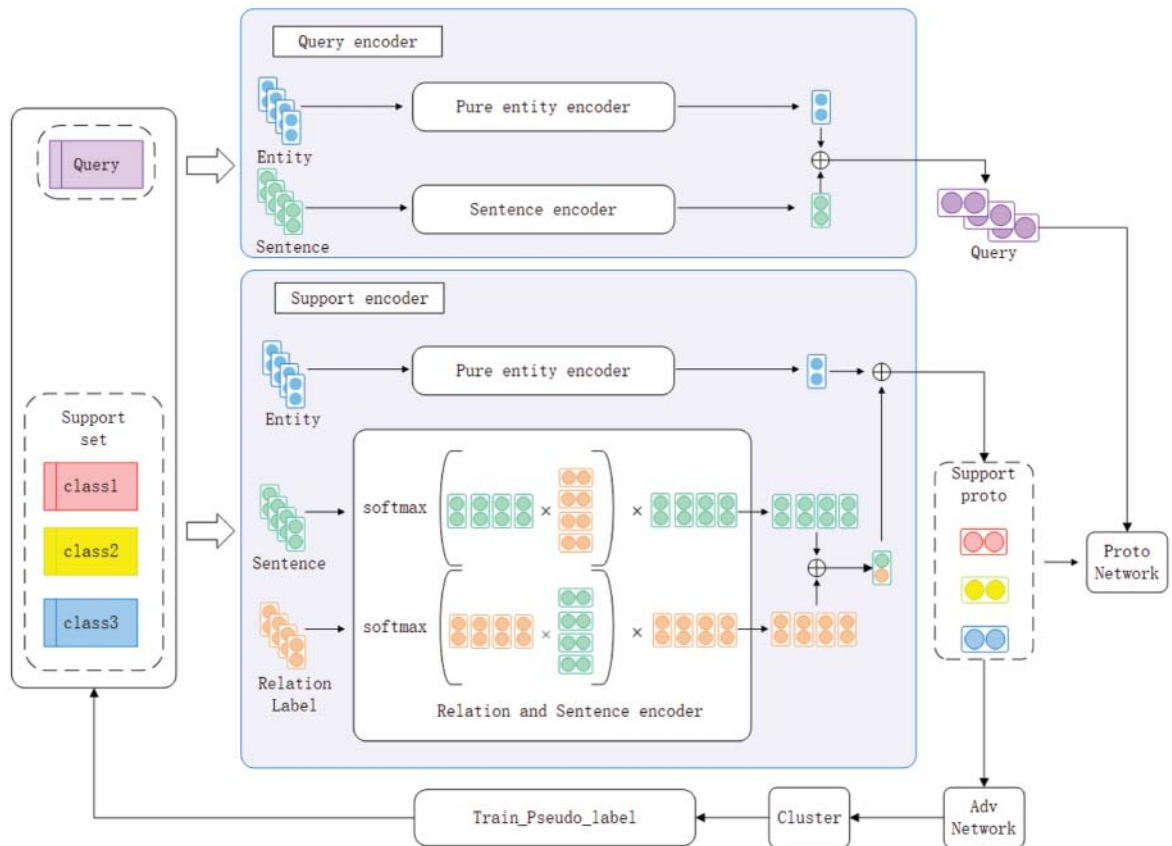 Query encoder
Query
Entity
Pure entity encoder
Sentence
Sentence encoder
Query
Support encoder
Entity
Pure entity encoder
Support
set
class1
class2
class3
Sentence
softmax
×
×
Relation
Label
softmax
×
×
Relation and Sentence encoder
Support
proto
Proto
Network
Train_Pseudo_label
Cluster
Adv
Network